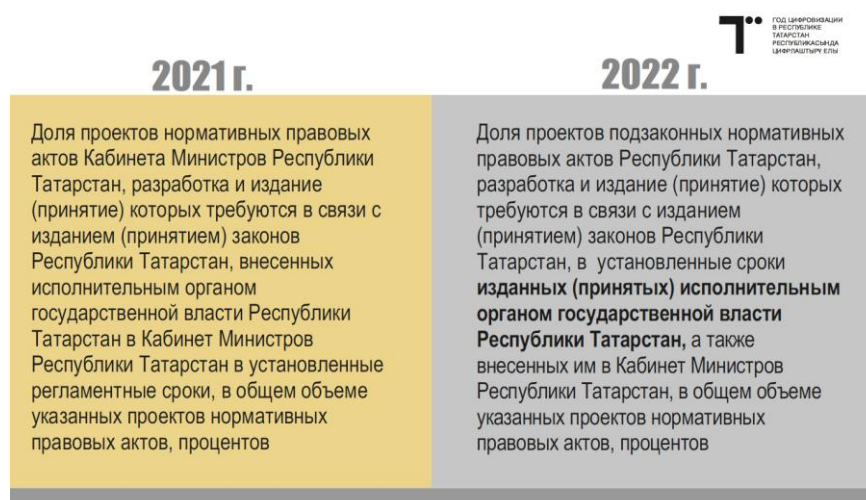 ГОД ЦИФРОВИЗАЦИИ
В РЕСПУБЛИКЕ
ТАТАРСТАН
РЕСПУБЛИКАСЫНДА
ЦИФРЛАШТЫРУ ЕЛЫ
2021 г.
Доля проектов нормативных правовых
актов Кабинета Министров Республики
Татарстан, разработка и издание
(принятие) которых требуются в связи с
изданием (принятием) законов
Республики Татарстан, внесенных
исполнительным органом
государственной власти Республики
Татарстан в Кабинет Министров
Республики Татарстан в установленные
регламентные сроки, в общем объеме
указанных проектов нормативных
правовых актов, процентов
2022 г.
Доля проектов подзаконных нормативных
правовых актов Республики Татарстан,
разработка и издание (принятие) которых
требуются в связи с изданием
(принятием) законов Республики
Татарстан, в установленные сроки
изданных (принятых) исполнительным
органом государственной власти
Республики Татарстан, а также
внесенных им в Кабинет Министров
Республики Татарстан, в общем объеме
указанных проектов нормативных
правовых актов, процентов